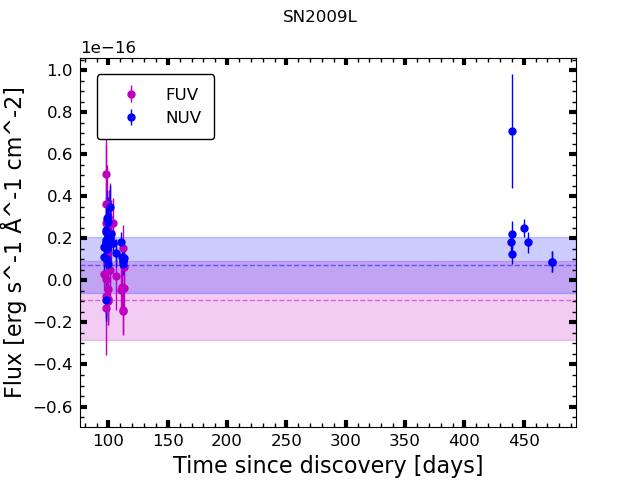 SN2009L
1e−16
FUV
NUV
1.0
0.8
0.6
0.4
0.2
0.0
−0.2
−0.4
−0.6
Flux [erg s^-1 Å^-1 cm^-2]
100 150 200 250 300 350 400 450
Time since discovery [days]